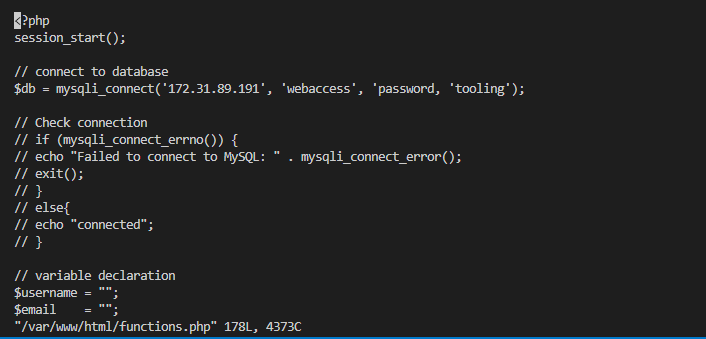 <?php
session_start();

// connect to database
$db = mysqli_connect('172.31.89.191', 'webaccess', 'password, 'tooling');

// Check connection
// if (mysqli_connect_errno()) {
// echo "Failed to connect to MySQL: " . mysqli_connect_error();
// exit();
// }
// else{
// echo "connected";
// }

// variable declaration
$username = "";
$email    = "";
"/var/www/html/functions.php" 178L, 4373C